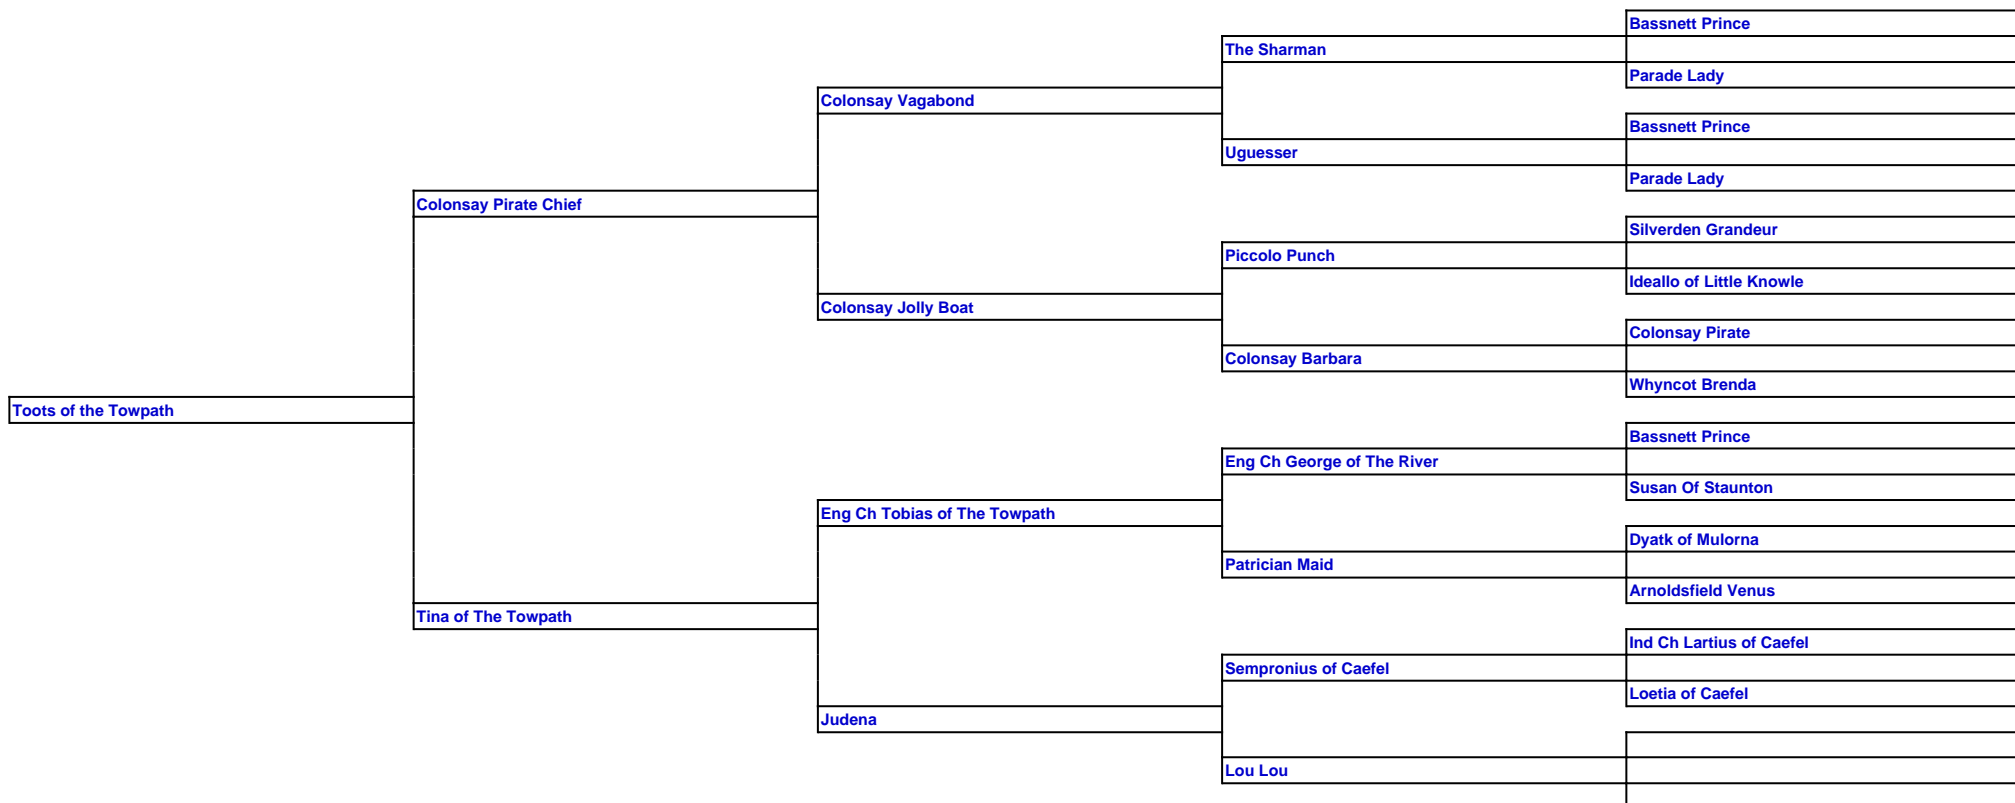 Bassnett Prince
The Sharman
Parade Lady
Colonsay Vagabond
Bassnett Prince
Uguesser
Parade Lady
Colonsay Pirate Chief
Silverden Grandeur
Piccolo Punch
Ideallo of Little Knowle
Colonsay Jolly Boat
Colonsay Pirate
Colonsay Barbara
Whyncot Brenda
Toots of the Towpath
Bassnett Prince
Eng Ch George of The River
Susan Of Staunton
Eng Ch Tobias of The Towpath
Dyatk of Mulorna
Patrician Maid
Arnoldsfield Venus
Tina of The Towpath
Ind Ch Lartius of Caefel
Sempronius of Caefel
Loetia of Caefel
Judena
Lou Lou